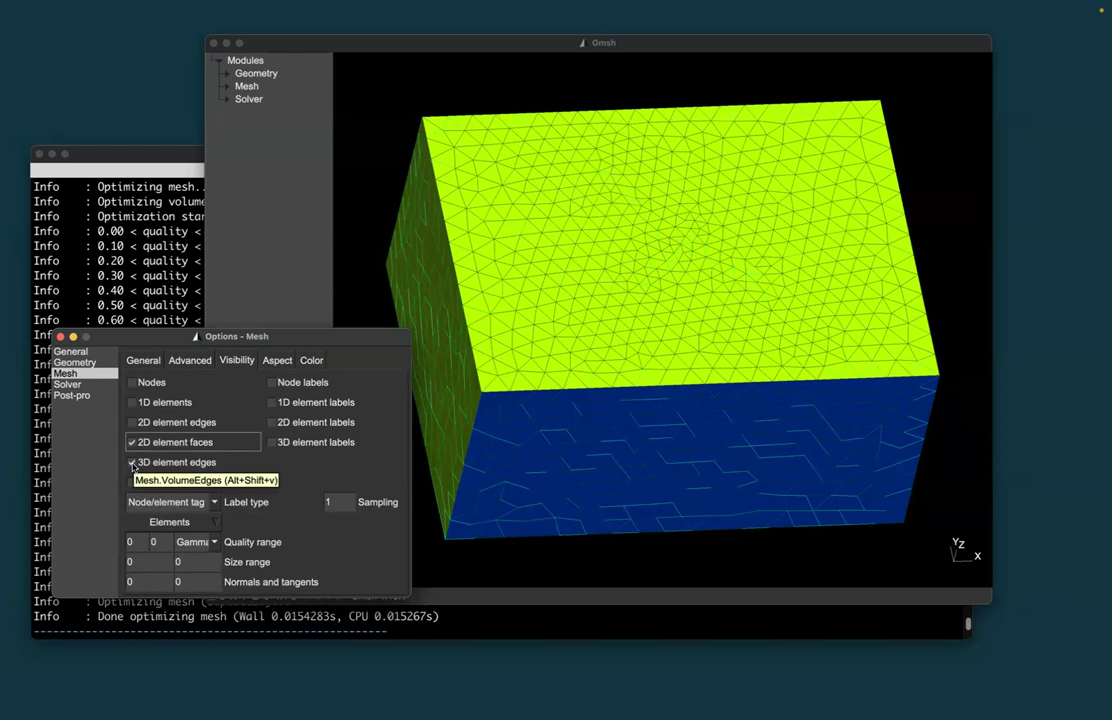 Gmsh
Modules
Geometry
Mesh
Solver
Info : Optimizing mesh..
Info : Optimizing volume
Info : Optimization star
Info : 0.00 < quality <
Info : 0.10 < quality <
Info : 0.20 < quality <
Info : 0.30 < quality <
Info : 0.40 < quality <
Info : 0.50 < quality <
Info : 0.60 < quality <
Options - Mesh
General
Geometry
Mesh
Solver
Post-pro
General Advanced Visibility Aspect Color
Nodes Node labels
1D elements 1D element labels
2D element edges 2D element labels
2D element faces 3D element labels
3D element edges
Mesh.VolumeEdges (Alt+Shift+v)
Node/element tag Label type 1 Sampling
Elements
0 0 Gamma Quality range
0 0 Size range
0 0 Normals and tangents
Y Z X
Info : Optimizing mesh
Info : Done optimizing mesh (Wall 0.0154283s, CPU 0.015267s)